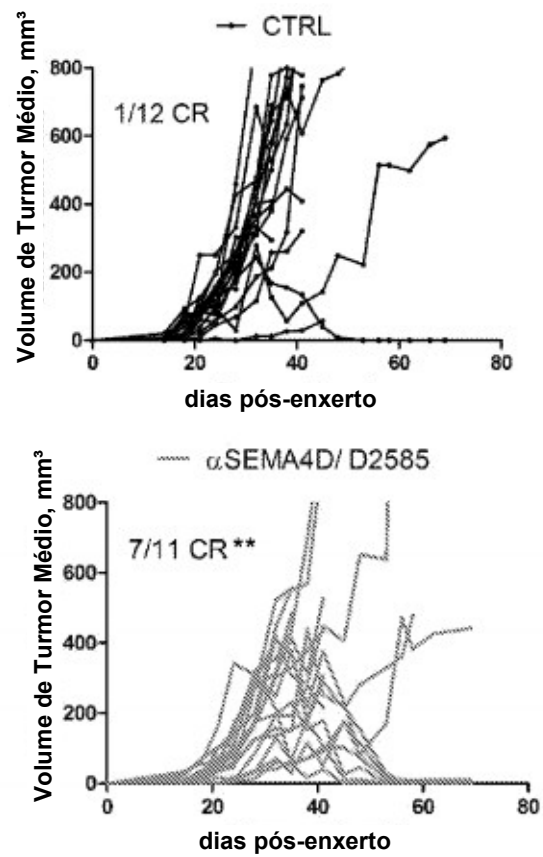 CTRL
800
600
400
200
0
1/12 CR
Volume de Turmor Médio, mm³
0 20 40 60 80
dias pós-enxerto
αSEMA4D/ D2585
800
600
400
200
0
7/11 CR**
Volume de Turmor Médio, mm³
0 20 40 60 80
dias pós-enxerto